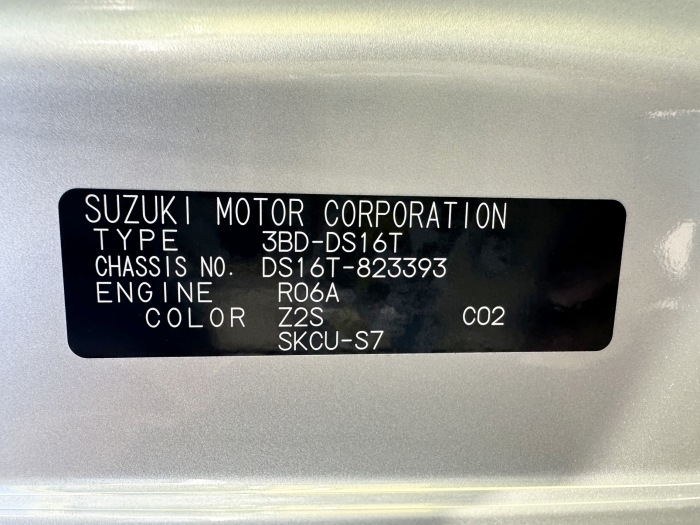 SUZUKI MOTOR CORPORATION
TYPE 3BD-DS16T
CHASSIS NO. DS16T-823393
ENGINE R06A
COLOR Z2S C02
SKCU-S7